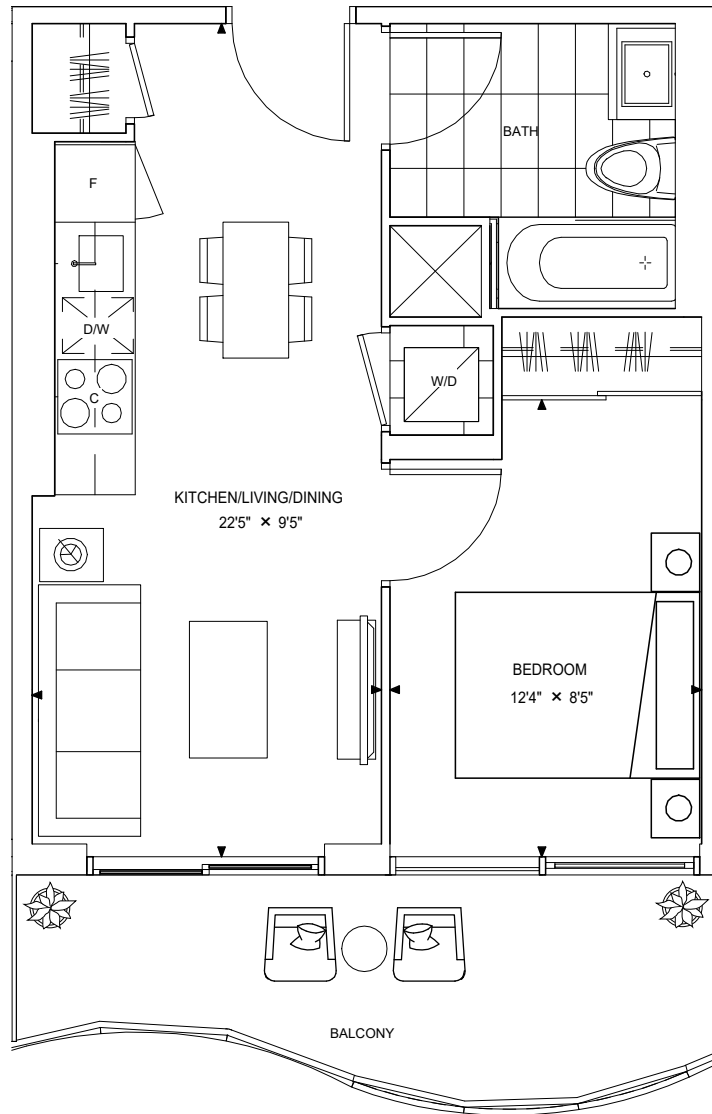 BATH
F
D/W
W/D
C
KITCHEN/LIVING/DINING
22'5" × 9'5"
BEDROOM
12'4" × 8'5"
BALCONY